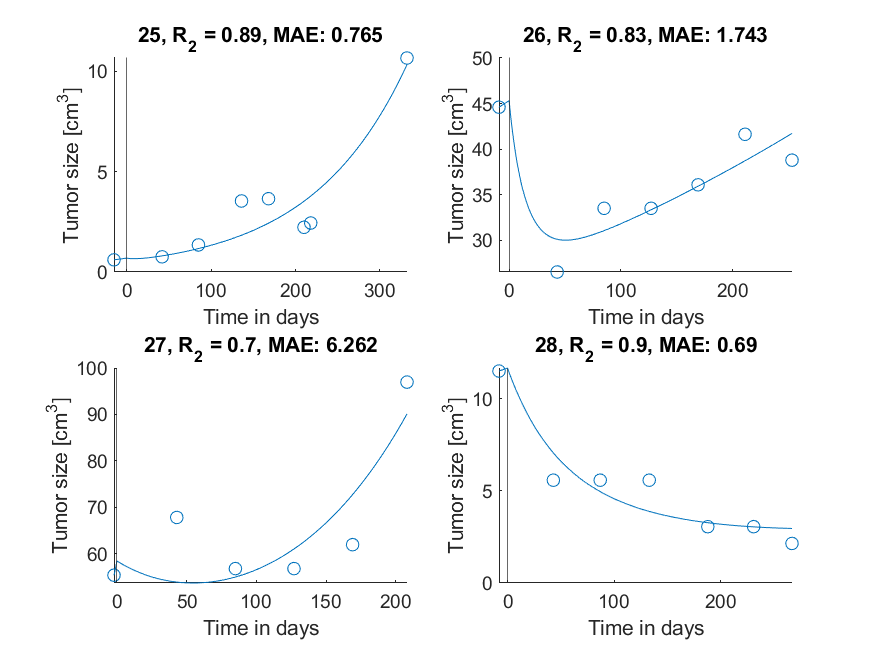 25, R2 = 0.89, MAE: 0.765
10
5
0
Tumor size [cm3]
0 100 200 300
Time in days
26, R2 = 0.83, MAE: 1.743
50
45
40
35
30
Tumor size [cm3]
0 100 200
Time in days
27, R2 = 0.7, MAE: 6.262
100
90
80
70
60
Tumor size [cm3]
0 50 100 150 200
Time in days
28, R2 = 0.9, MAE: 0.69
10
5
0
Tumor size [cm3]
0 100 200
Time in days